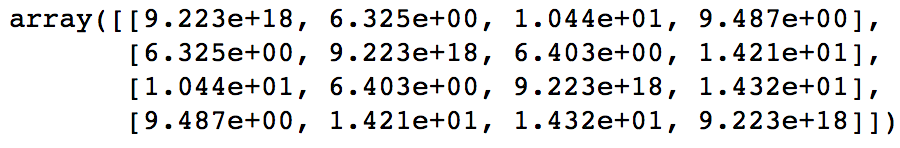 array([[9.223e+18, 6.325e+00, 1.044e+01, 9.487e+00],
[6.325e+00, 9.223e+18, 6.403e+00, 1.421e+01],
[1.044e+01, 6.403e+00, 9.223e+18, 1.432e+01],
[9.487e+00, 1.421e+01, 1.432e+01, 9.223e+18]])